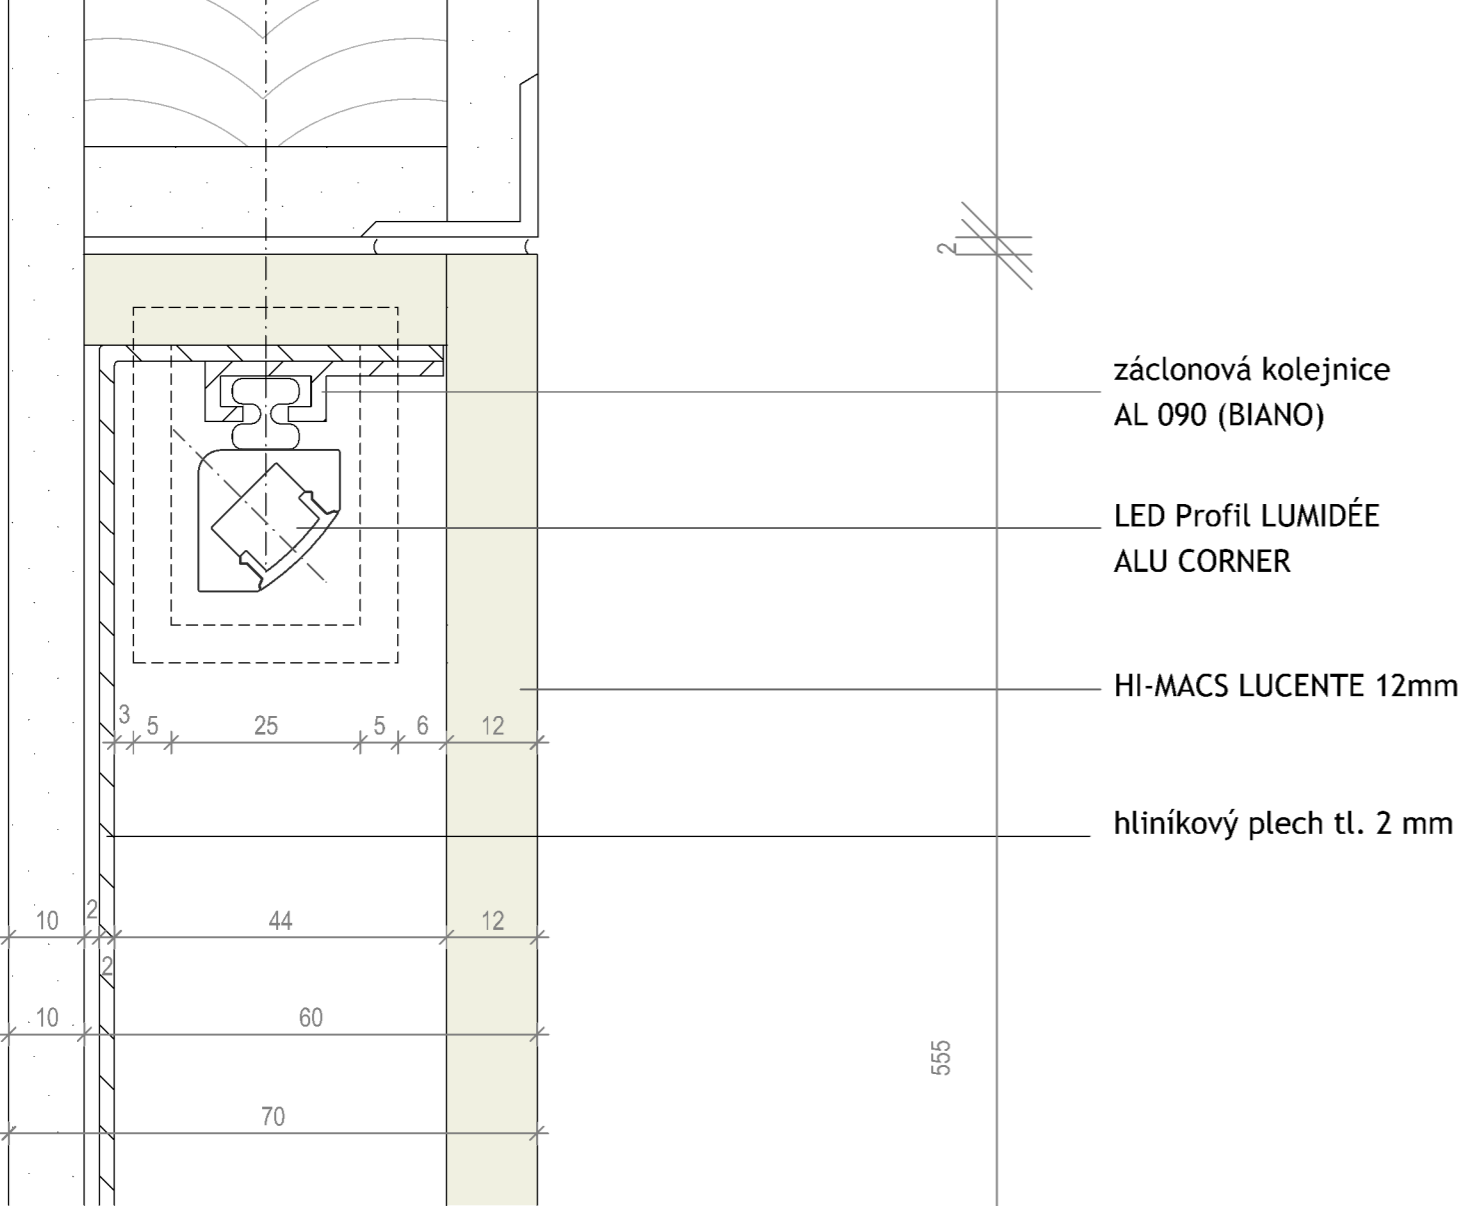 2
záclonová kolejnice
AL 090 (BIANO)
LED Profil LUMIDÉE
ALU CORNER
HI-MACS LUCENTE 12mm
3 5 25 5 6 12
hliníkový plech tl. 2 mm
10 2 44 12
2
10 60
555
70